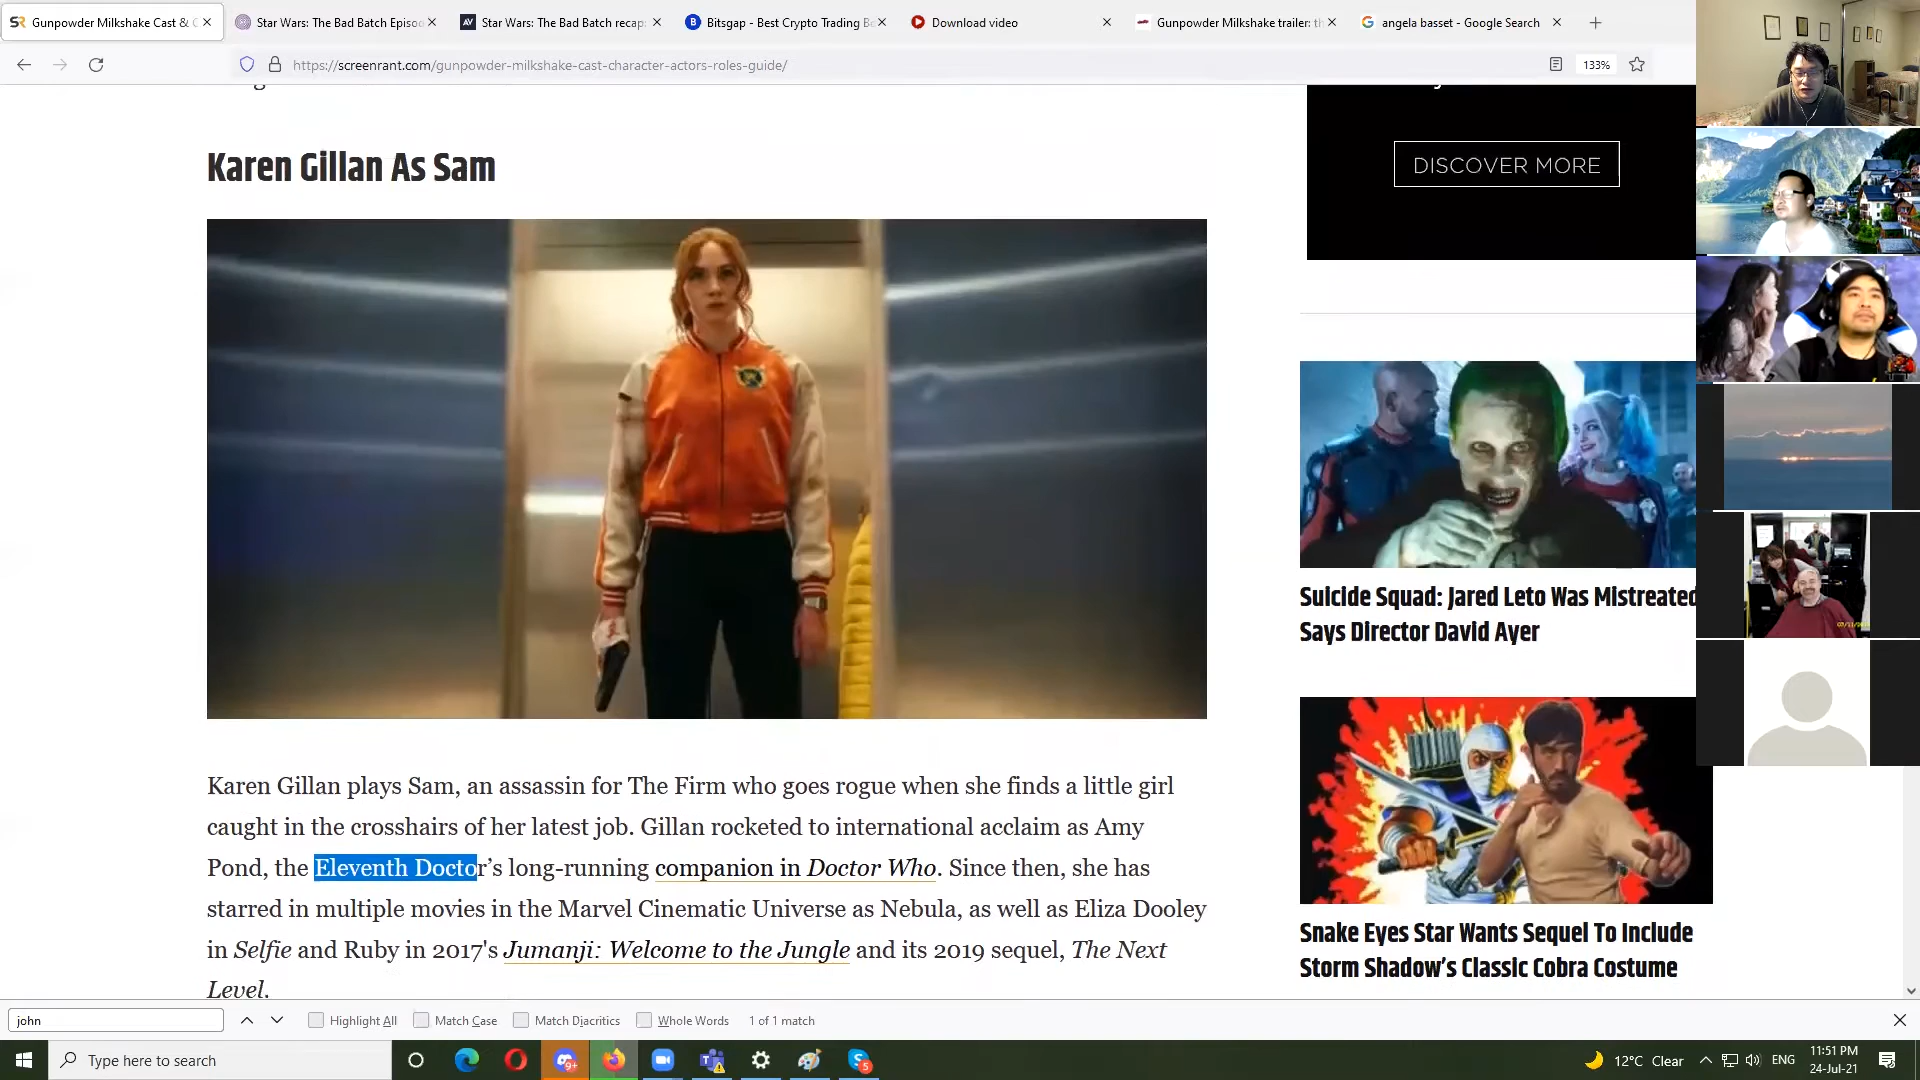 Gunpowder Milkshake Cast & C
Star Wars: The Bad Batch Episod
Star Wars: The Bad Batch recap
Bitsgap - Best Crypto Trading Bo
Download video
Gunpowder Milkshake trailer: th
angela basset - Google Search
https://screenrant.com/gunpowder-milkshake-cast-character-actors-roles-guide/
133%
Karen Gillan As Sam
DISCOVER MORE
Suicide Squad: Jared Leto Was Mistreated
Says Director David Ayer
Karen Gillan plays Sam, an assassin for The Firm who goes rogue when she finds a little girl
caught in the crosshairs of her latest job. Gillan rocketed to international acclaim as Amy
Pond, the Eleventh Doctor’s long-running companion in Doctor Who. Since then, she has
starred in multiple movies in the Marvel Cinematic Universe as Nebula, as well as Eliza Dooley
in Selfie and Ruby in 2017's Jumanji: Welcome to the Jungle and its 2019 sequel, The Next
Level.
Snake Eyes Star Wants Sequel To Include
Storm Shadow’s Classic Cobra Costume
john
Highlight All
Match Case
Match Diacritics
Whole Words
1 of 1 match
Type here to search
12°C Clear
ENG
11:51 PM
24-Jul-21